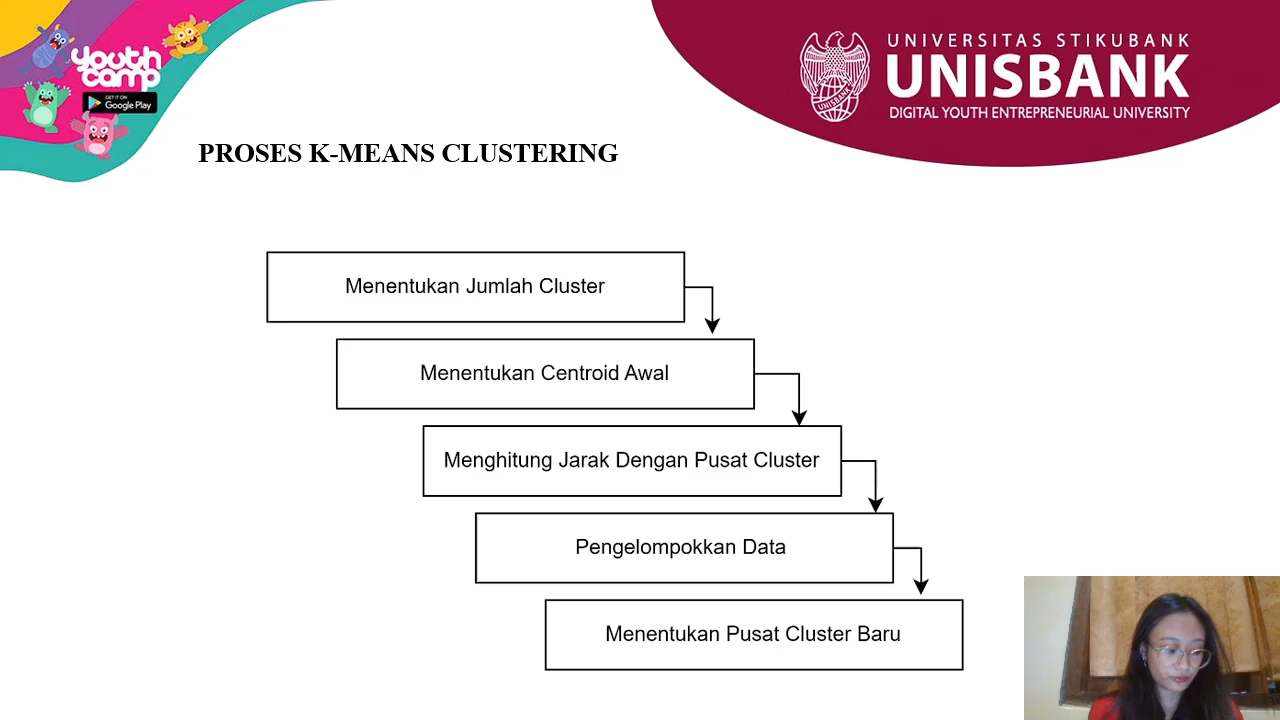 youth
camp
GET IT ON
Google Play
UNIVERSITAS STIKUBANK
UNISBANK
DIGITAL YOUTH ENTREPRENEURIAL UNIVERSITY
UNISBANK
PROSES K-MEANS CLUSTERING
Menentukan Jumlah Cluster
Menentukan Centroid Awal
Menghitung Jarak Dengan Pusat Cluster
Pengelompokkan Data
Menentukan Pusat Cluster Baru